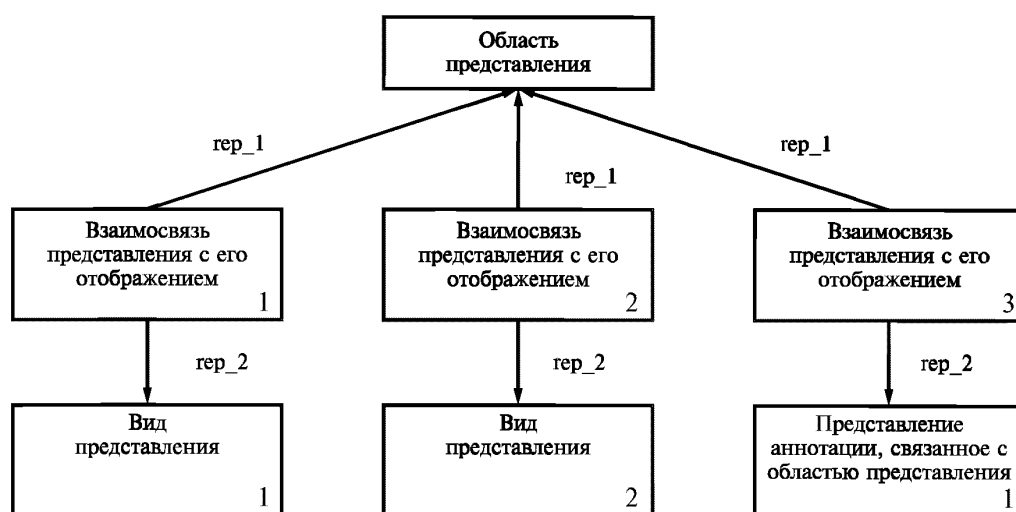 Область
представления
rep_1
rep_1
rep_1
Взаимосвязь
представления с его
отображением
1
Взаимосвязь
представления с его
отображением
2
Взаимосвязь
представления с его
отображением
3
rep_2
rep_2
rep_2
Вид
представления
1
Вид
представления
2
Представление
аннотации, связанное с
областью представления
1